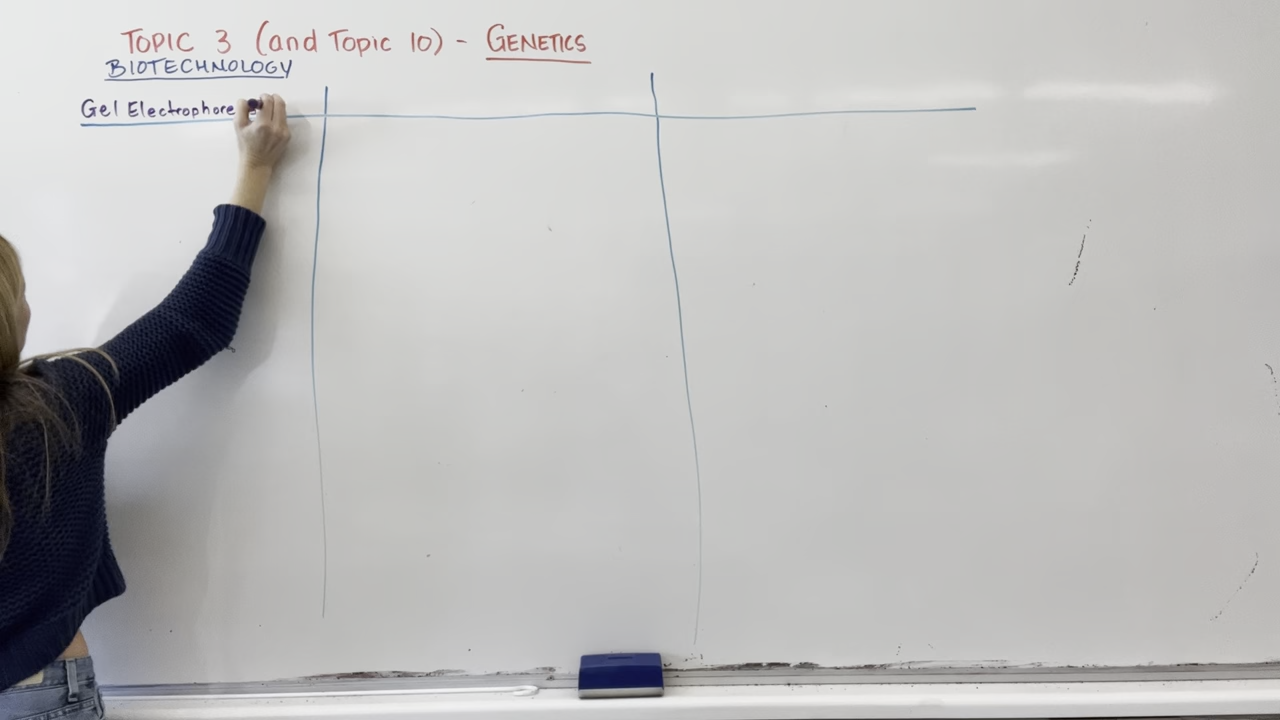 TOPIC 3 (and Topic 10) - GENETICS
BIOTECHNOLOGY
Gel Electrophore